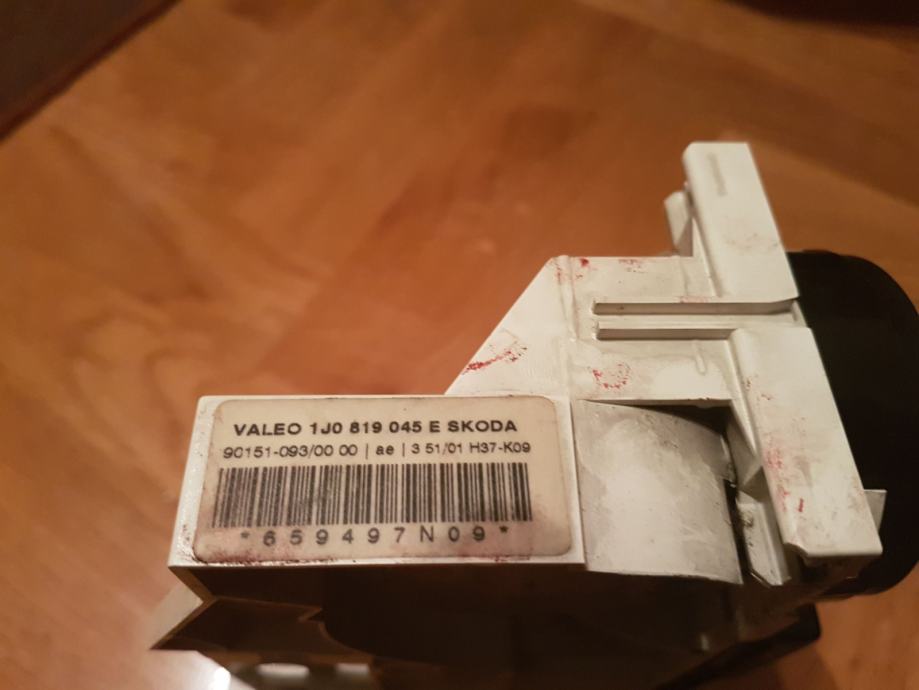 VALEO 1J0 819 045 E SKODA
90151-093/00 00 | ae | 3 51/01 H37-K09
*659497N09*